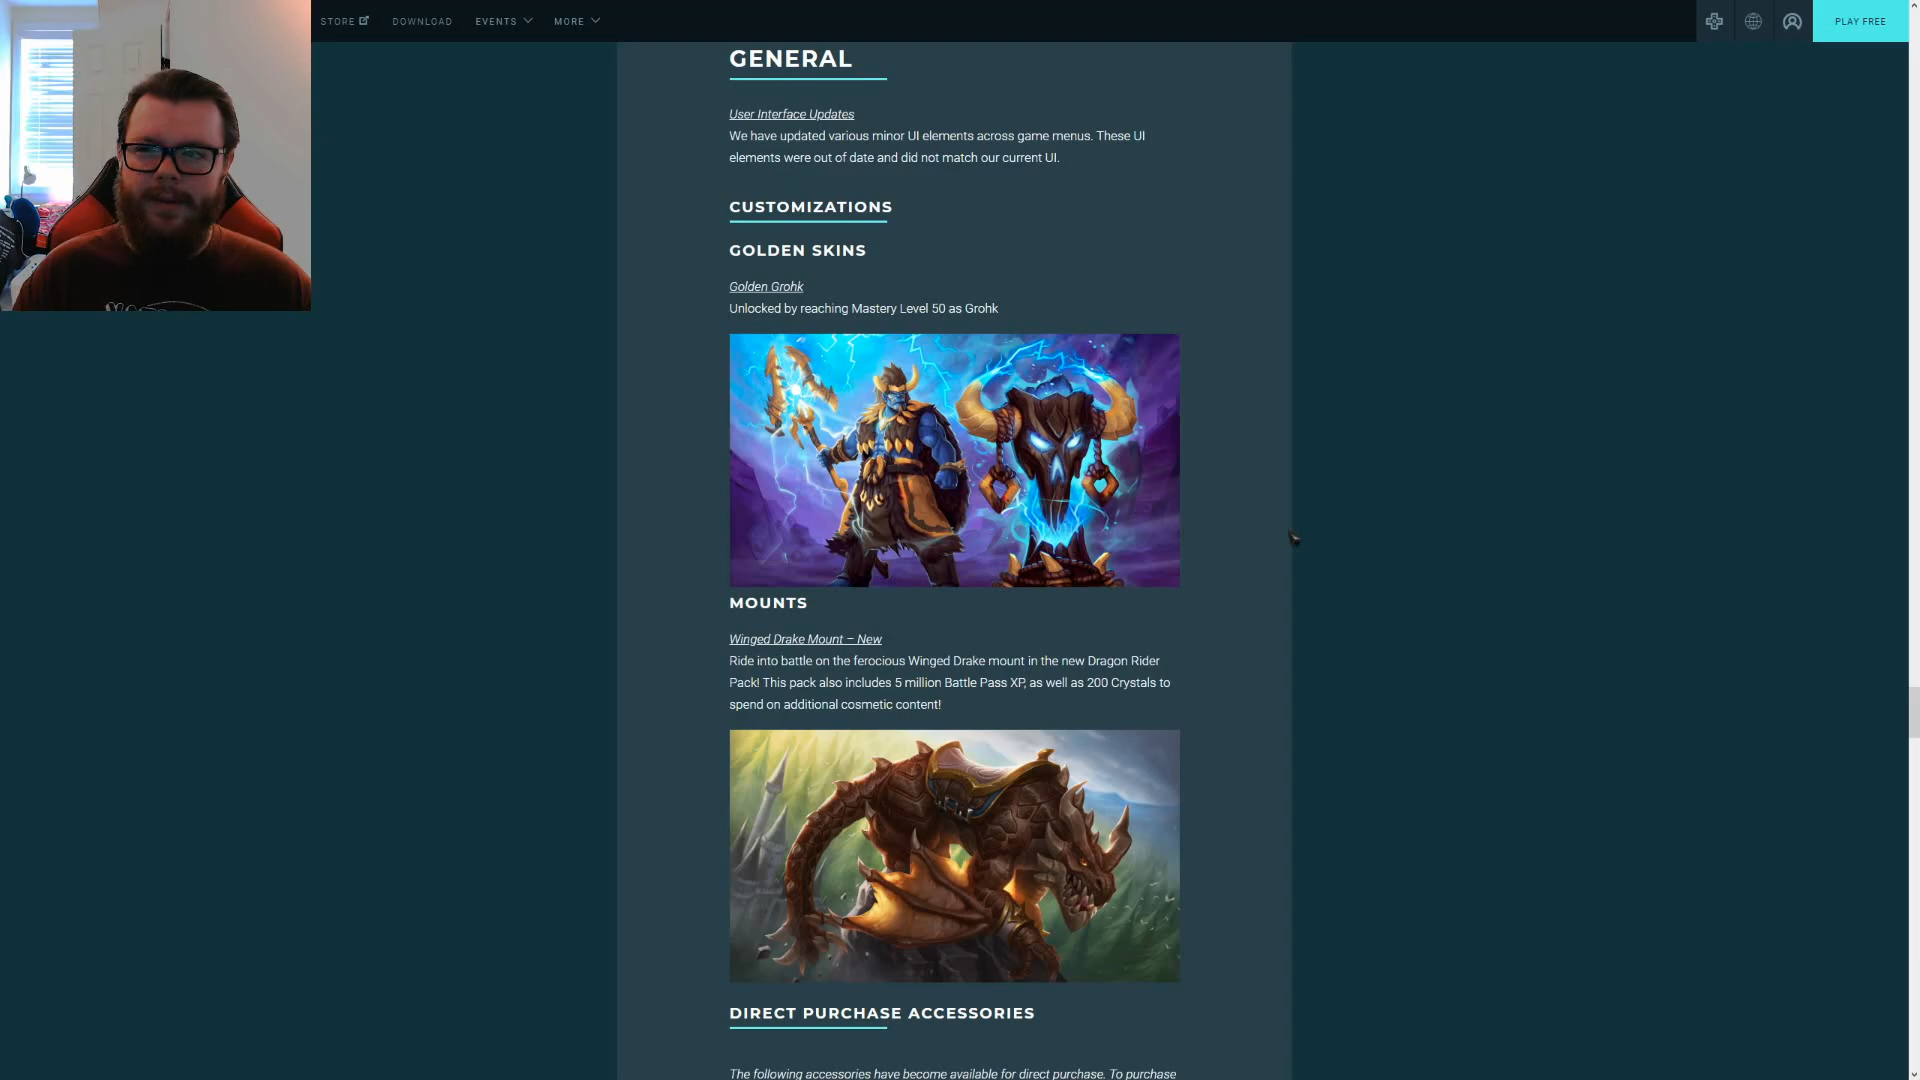 STORE DOWNLOAD EVENTS MORE PLAY FREE
GENERAL
User Interface Updates
We have updated various minor UI elements across game menus. These UI
elements were out of date and did not match our current UI.
CUSTOMIZATIONS
GOLDEN SKINS
Golden Grohk
Unlocked by reaching Mastery Level 50 as Grohk
MOUNTS
Winged Drake Mount – New
Ride into battle on the ferocious Winged Drake mount in the new Dragon Rider
Pack! This pack also includes 5 million Battle Pass XP, as well as 200 Crystals to
spend on additional cosmetic content!
DIRECT PURCHASE ACCESSORIES
The following accessories have become available for direct purchase. To purchase